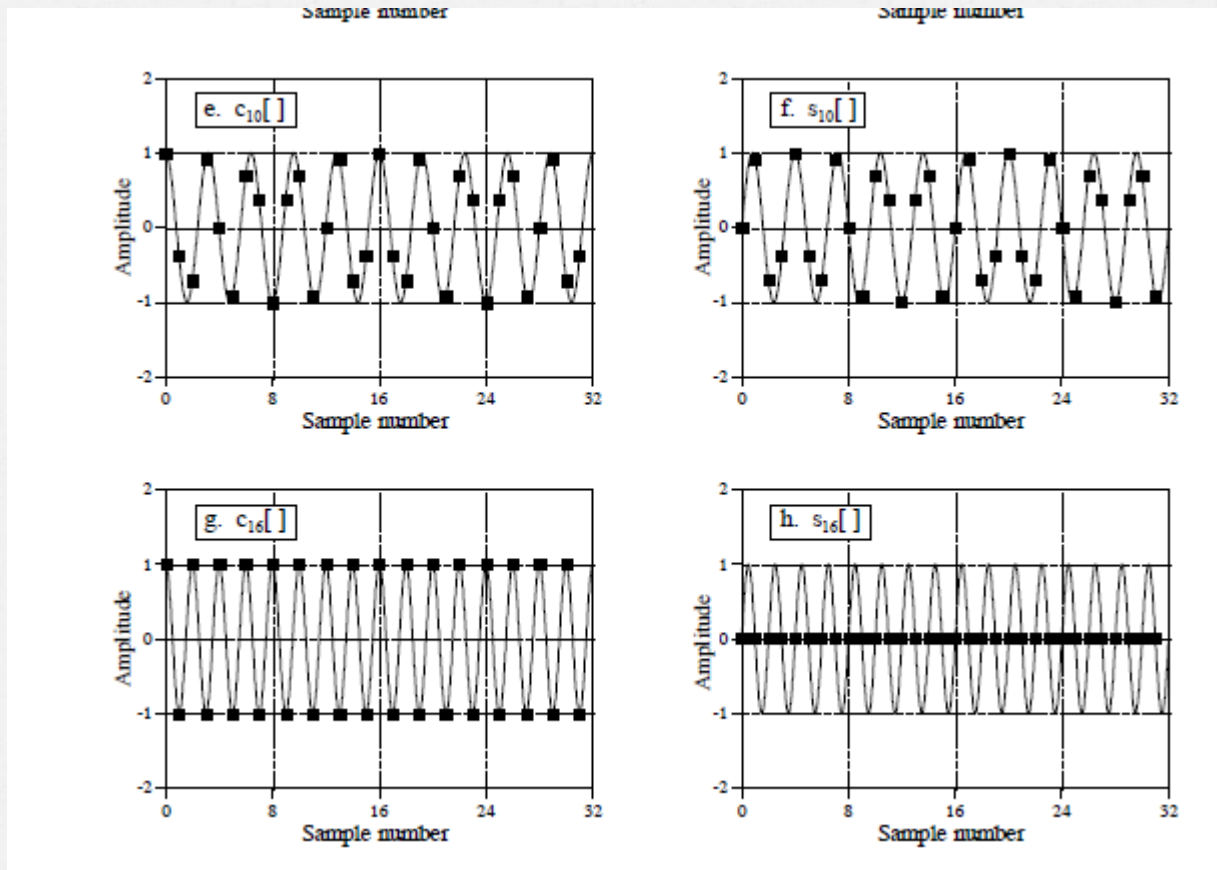 Sample number
Sample number
2
1
0
-1
-2
e. c10[ ]
Amplitude
0 8 16 24 32
Sample number
2
1
0
-1
-2
f. s10[ ]
Amplitude
0 8 16 24 32
Sample number
2
1
0
-1
-2
g. c16[ ]
Amplitude
0 8 16 24 32
Sample number
2
1
0
-1
-2
h. s16[ ]
Amplitude
0 8 16 24 32
Sample number